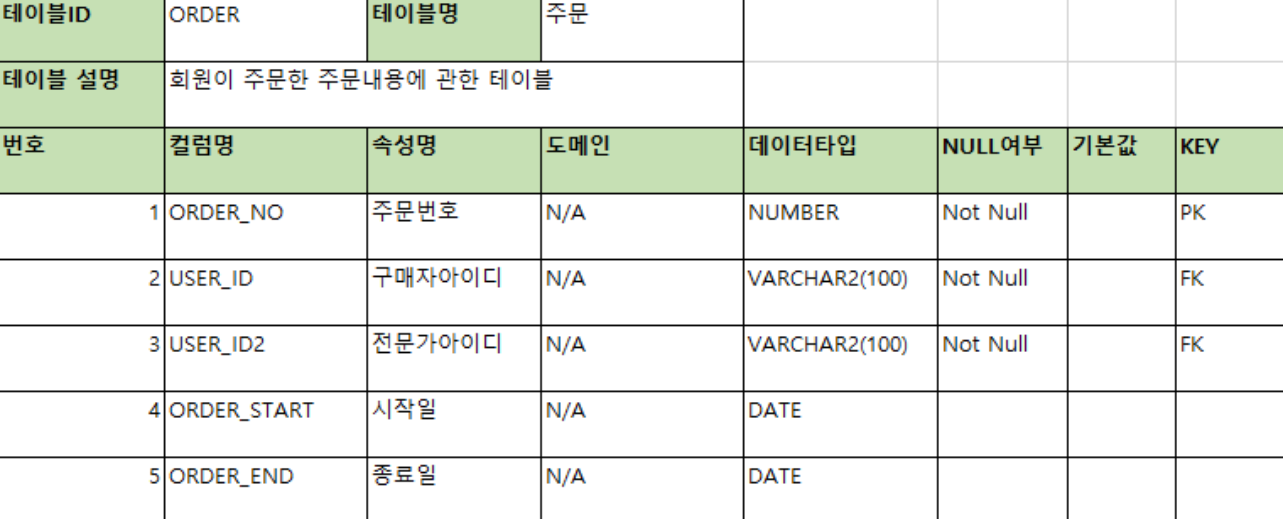 테이블ID ORDER 테이블명 주문
테이블 설명 회원이 주문한 주문내용에 관한 테이블
번호 컬럼명 속성명 도메인 데이터타입 NULL여부 기본값 KEY
1 ORDER_NO 주문번호 N/A NUMBER Not Null PK
2 USER_ID 구매자아이디 N/A VARCHAR2(100) Not Null FK
3 USER_ID2 전문가아이디 N/A VARCHAR2(100) Not Null FK
4 ORDER_START 시작일 N/A DATE
5 ORDER_END 종료일 N/A DATE